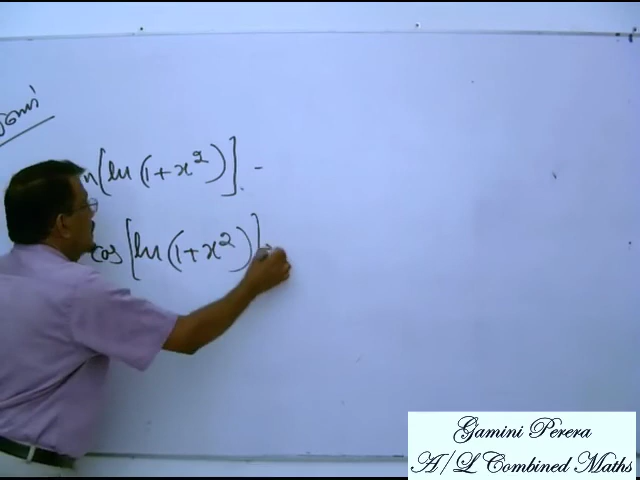 n[ln(1+x²)]. -
cos[ln(1+x²)]
Gamini Perera
A/L Combined Maths